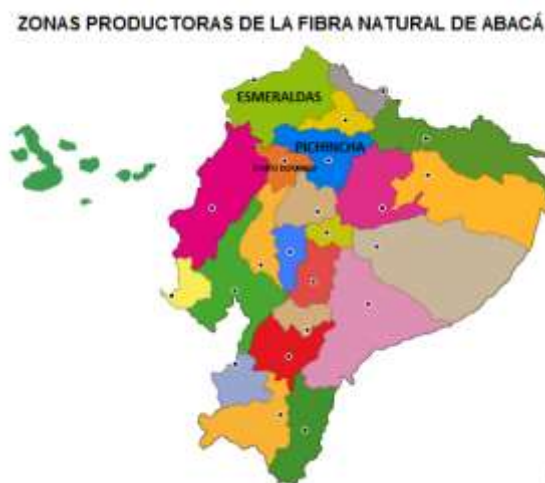 ZONAS PRODUCTORAS DE LA FIBRA NATURAL DE ABACÁ
ESMERALDAS
PICHINCHA